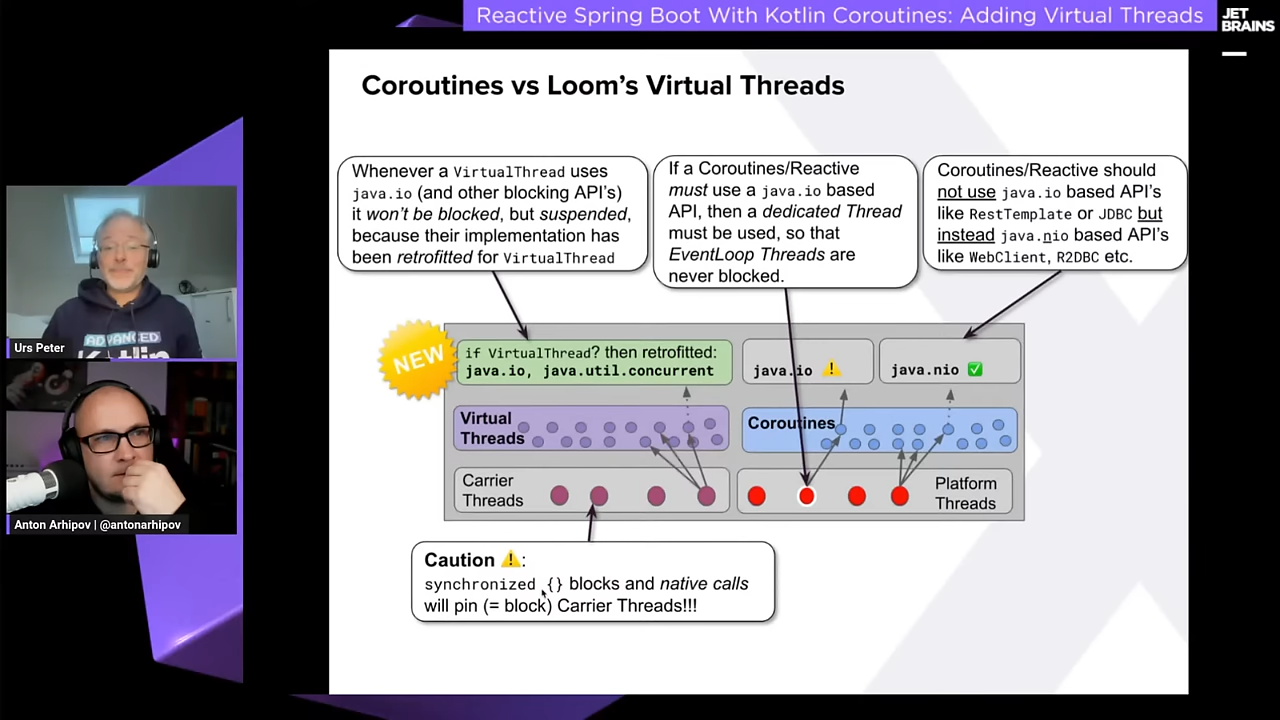 Reactive Spring Boot With Kotlin Coroutines: Adding Virtual Threads
JET
BRAINS
Coroutines vs Loom's Virtual Threads
Whenever a VirtualThread uses
java.io (and other blocking API's)
it won't be blocked, but suspended,
because their implementation has
been retrofitted for VirtualThread
If a Coroutines/Reactive
must use a java.io based
API, then a dedicated Thread
must be used, so that
EventLoop Threads are
never blocked.
Coroutines/Reactive should
not use java.io based API's
like RestTemplate or JDBC but
instead java.nio based API's
like WebClient, R2DBC etc.
NEW
if VirtualThread? then retrofitted:
java.io, java.util.concurrent
java.io ⚠️
java.nio ✅
Virtual
Threads
Coroutines
Carrier
Threads
Platform
Threads
Caution ⚠️:
synchronized {} blocks and native calls
will pin (= block) Carrier Threads!!!
ADVANCED
Kotlin
Urs Peter
Anton Arhipov | @antonarhipov